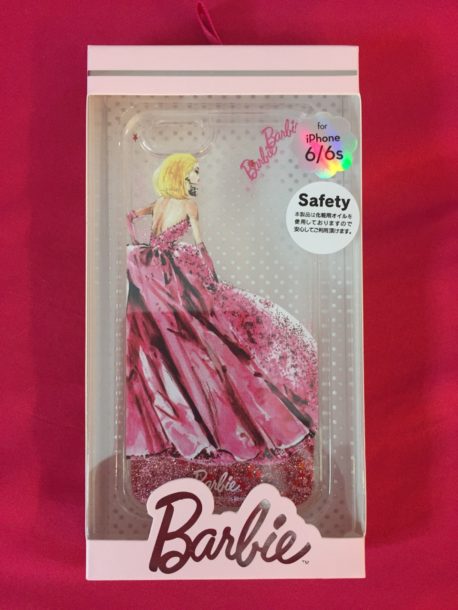 Barbie
Barbie
for
iPhone
6/6s
Safety
本製品は化粧用オイルを
使用しておりますので
安心してご利用頂けます。
Barbie
Barbie™